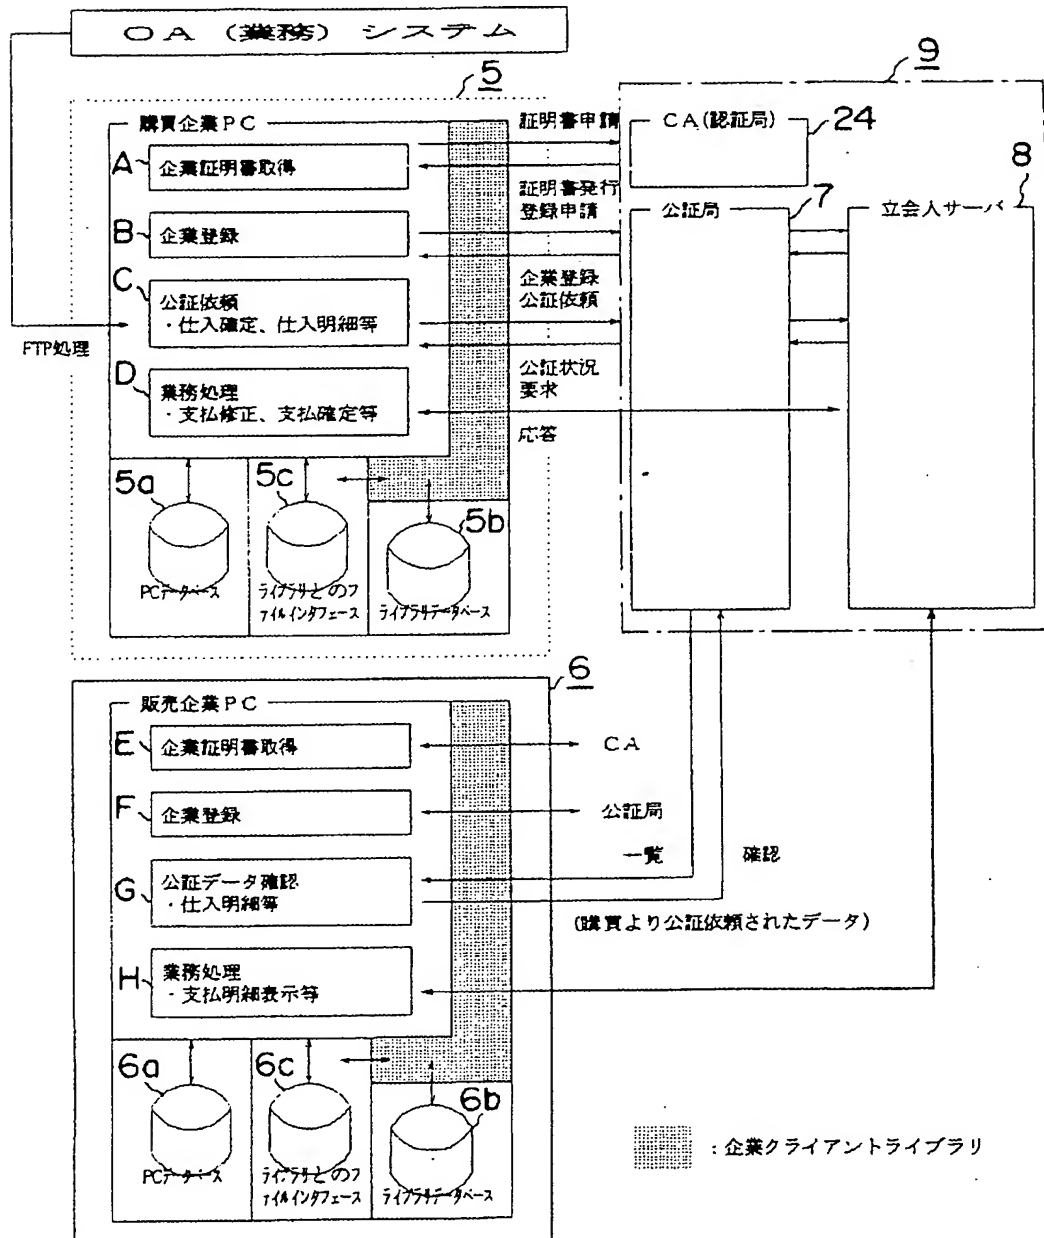 OA（業務）システム
5
9
購買企業PC
証明書申請
CA(認証局)
24
8
A
企業証明書取得
証明書発行
登録申請
7
公証局
立会人サーバ
B
企業登録
C
企業登録
公証依頼
公証依頼
・仕入確定、仕入明細等
FTP処理
D
公証状況
要求
業務処理
・支払修正、支払確定等
応答
5a
5c
5b
PCデータベース
ライブラリとのフ
ァイルインタフェース
ライブラリデータベース
6
販売企業PC
E
企業証明書取得
CA
F
企業登録
公証局
一覧
確認
G
公証データ確認
・仕入明細等
(購買より公証依頼されたデータ)
H
業務処理
・支払明細表示等
6a
6c
6b
PCデータベース
ライブラリとのフ
ァイルインタフェース
ライブラリデータベース
：企業クライアントライブラリ